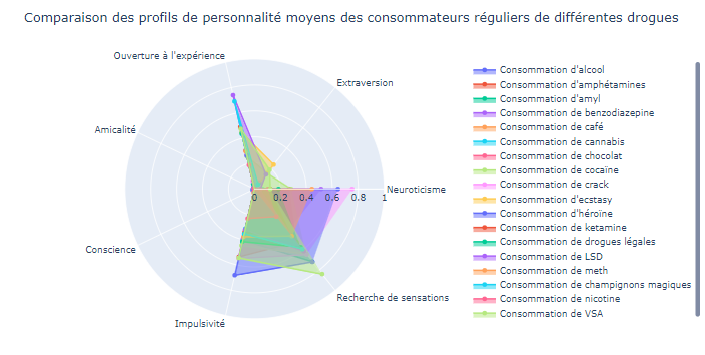 Comparaison des profils de personnalité moyens des consommateurs réguliers de différentes drogues
Ouverture à l'expérience
Extraversion
Amicalité
0 0.2 0.4 0.6 0.8 1
Neuroticisme
Conscience
Recherche de sensations
Impulsivité
Consommation d'alcool
Consommation d'amphétamines
Consommation d'amyl
Consommation de benzodiazepine
Consommation de café
Consommation de cannabis
Consommation de chocolat
Consommation de cocaïne
Consommation de crack
Consommation d'ecstasy
Consommation d'héroïne
Consommation de ketamine
Consommation de drogues légales
Consommation de LSD
Consommation de meth
Consommation de champignons magiques
Consommation de nicotine
Consommation de VSA